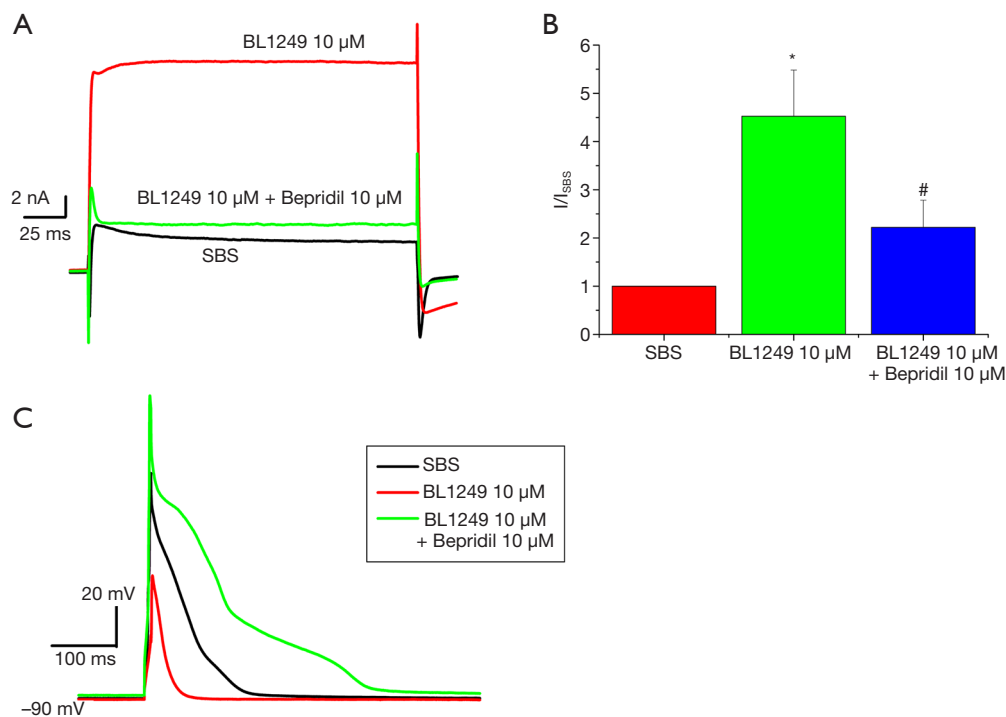 A
BL1249 10 µM
2 nA
25 ms
BL1249 10 µM + Bepridil 10 µM
SBS
B
6
5
4
3
2
1
0
I/I_SBS
*
#
SBS
BL1249 10 µM
BL1249 10 µM
+ Bepridil 10 µM
C
SBS
BL1249 10 µM
BL1249 10 µM
+ Bepridil 10 µM
20 mV
100 ms
–90 mV